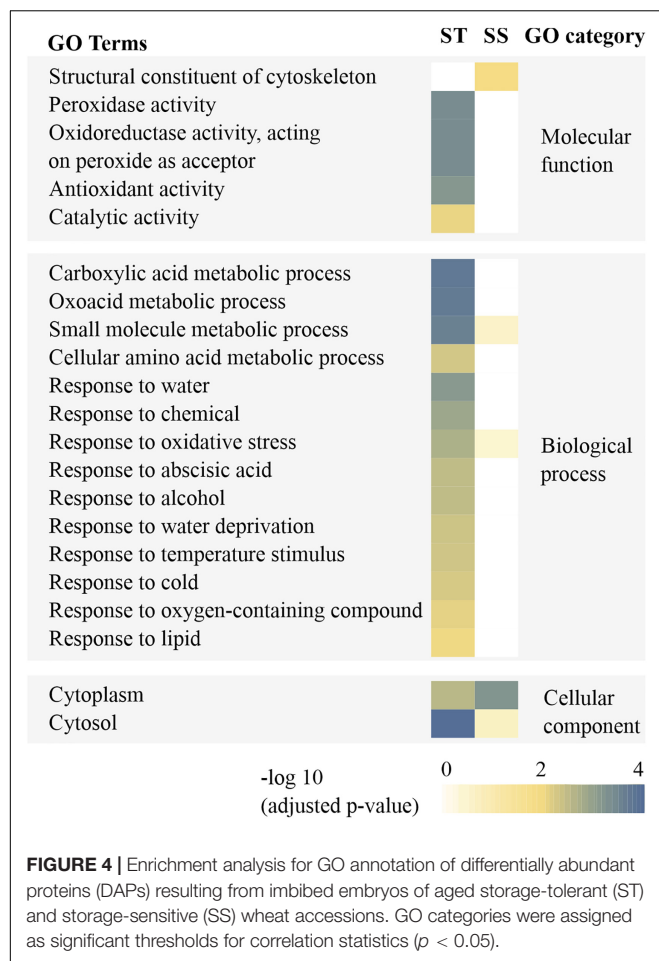 GO Terms ST SS GO category
Structural constituent of cytoskeleton
Peroxidase activity
Oxidoreductase activity, acting
on peroxide as acceptor
Antioxidant activity
Catalytic activity
Molecular
function
Carboxylic acid metabolic process
Oxoacid metabolic process
Small molecule metabolic process
Cellular amino acid metabolic process
Response to water
Response to chemical
Response to oxidative stress
Response to abscisic acid
Response to alcohol
Response to water deprivation
Response to temperature stimulus
Response to cold
Response to oxygen-containing compound
Response to lipid
Biological
process
Cytoplasm
Cytosol
Cellular
component
-log 10
(adjusted p-value)
0 2 4
FIGURE 4 | Enrichment analysis for GO annotation of differentially abundant
proteins (DAPs) resulting from imbibed embryos of aged storage-tolerant (ST)
and storage-sensitive (SS) wheat accessions. GO categories were assigned
as significant thresholds for correlation statistics (p < 0.05).